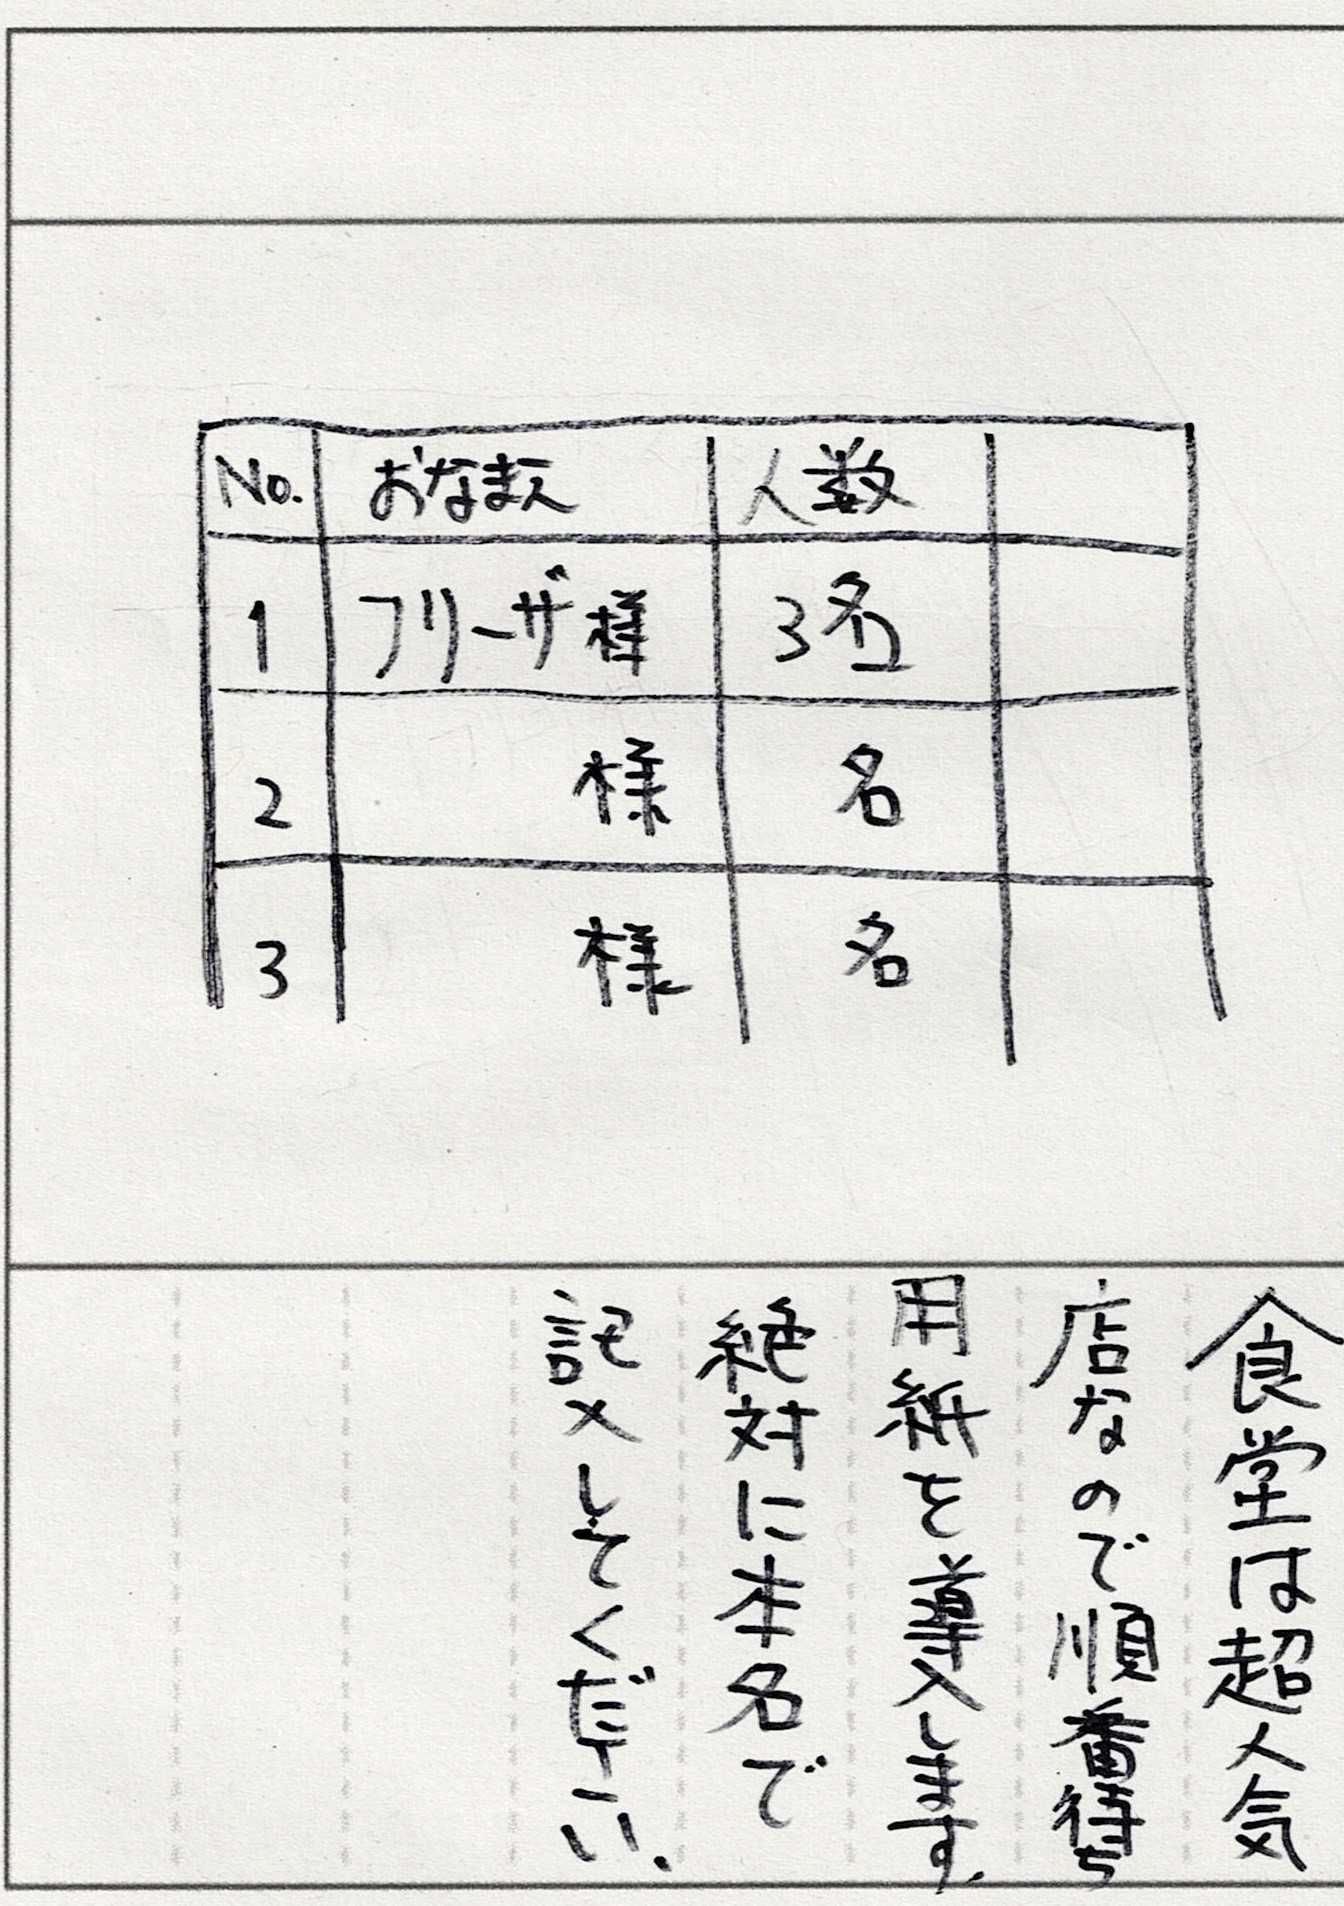 No. おなまえ 人数
1 フリーザ様 3名
2 様 名
3 様 名
食堂は超人気
店なので順番待ち
用紙を導入します。
絶対に本名で
記入してください。